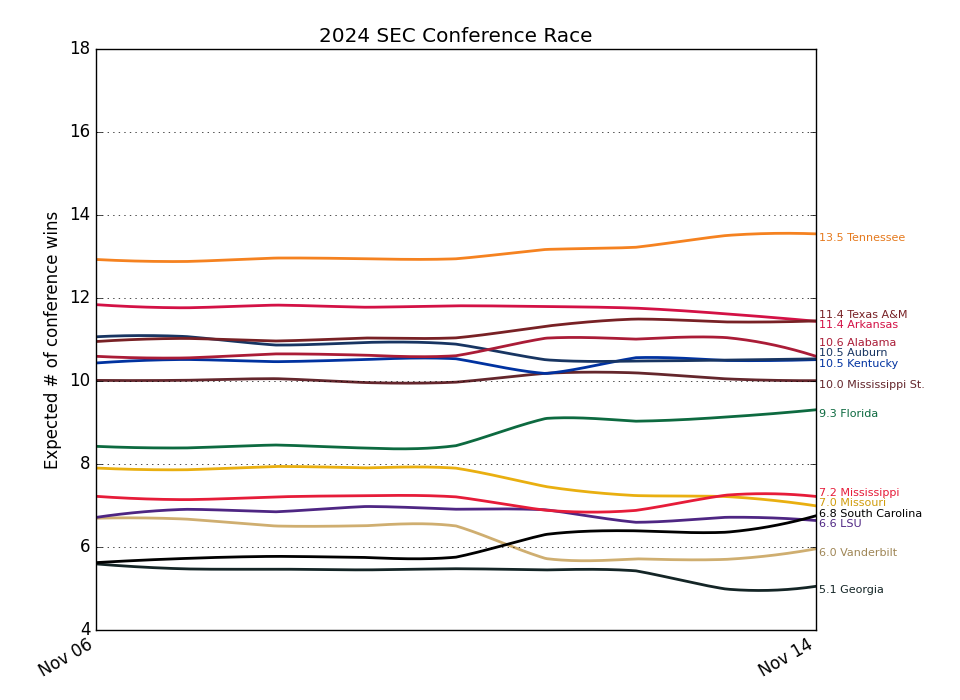 2024 SEC Conference Race
Expected # of conference wins
18
16
14
12
10
8
6
4
Nov 06
Nov 14
13.5 Tennessee
11.4 Texas A&M
11.4 Arkansas
10.6 Alabama
10.5 Auburn
10.5 Kentucky
10.0 Mississippi St.
9.3 Florida
7.2 Mississippi
7.0 Missouri
6.8 South Carolina
6.6 LSU
6.0 Vanderbilt
5.1 Georgia